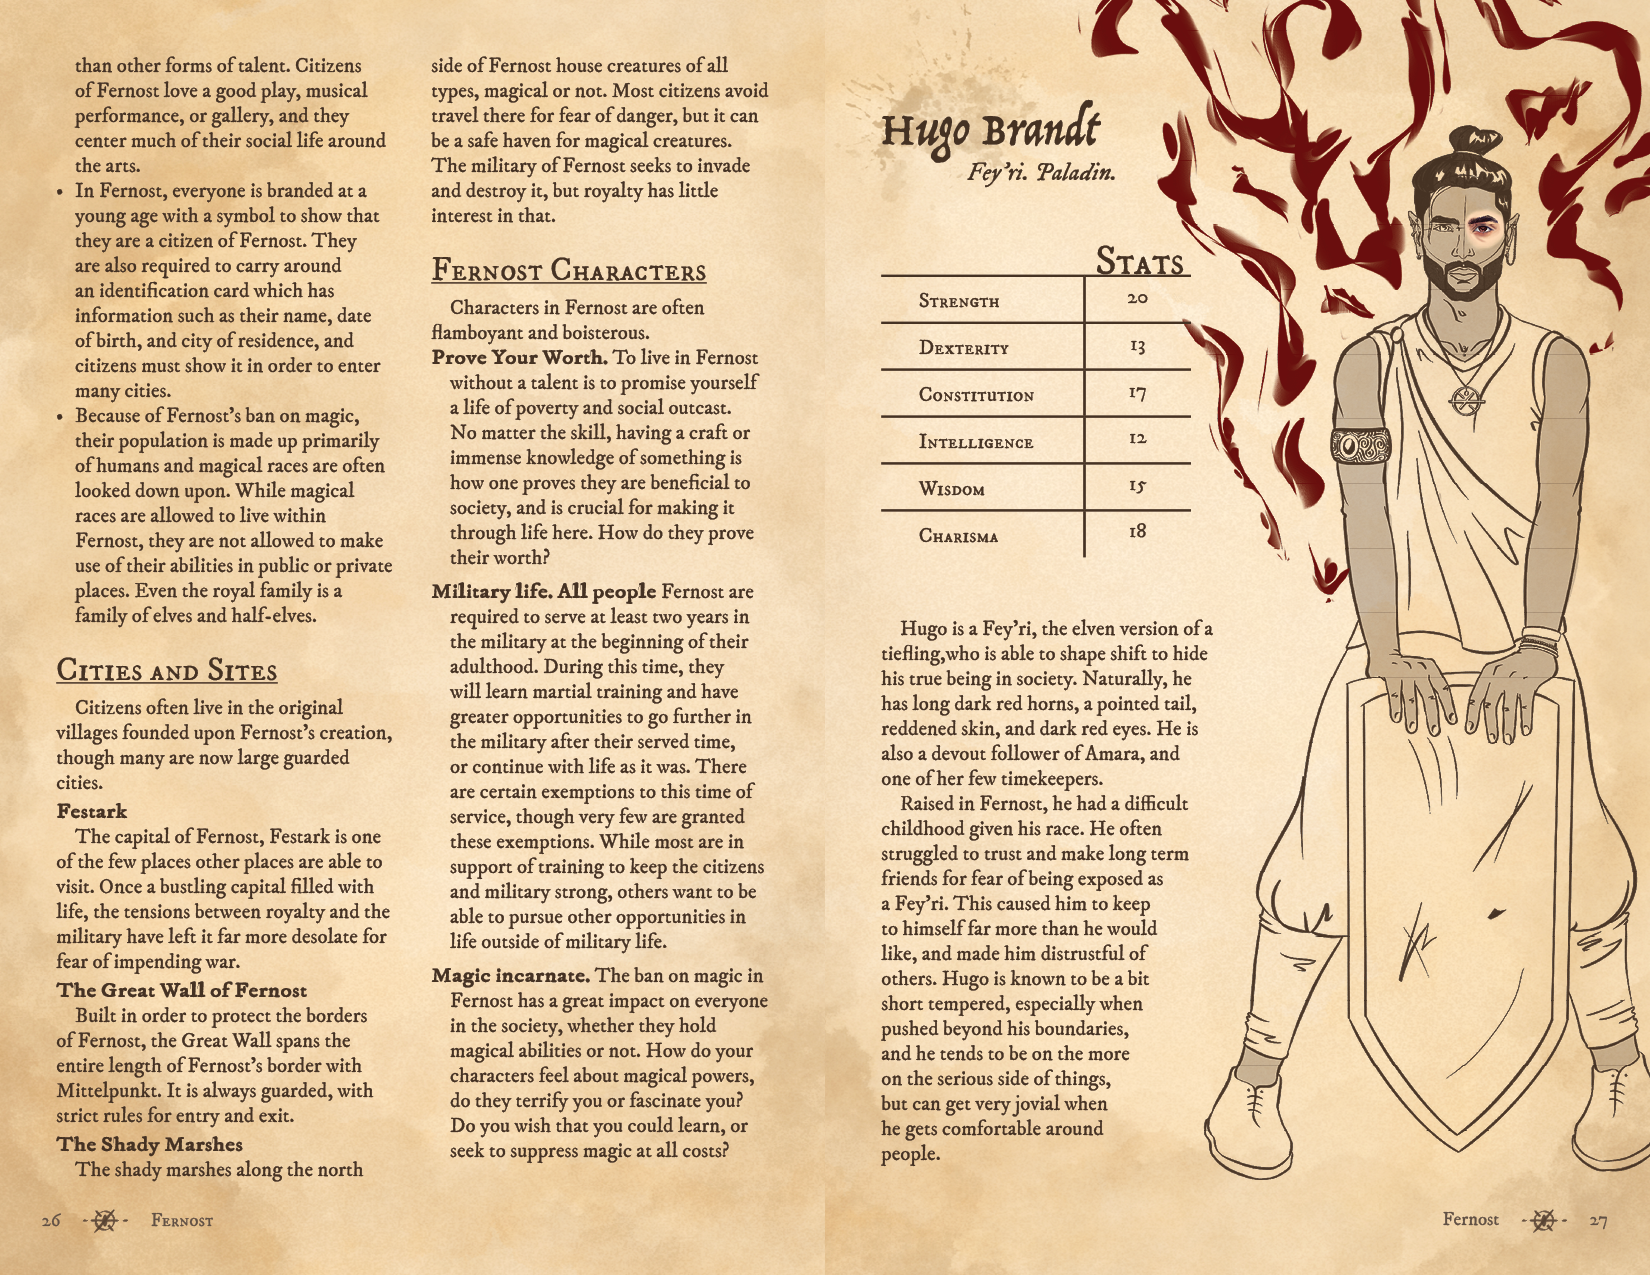 than other forms of talent. Citizens
of Fernost love a good play, musical
performance, or gallery, and they
center much of their social life around
the arts.
• In Fernost, everyone is branded at a
young age with a symbol to show that
they are a citizen of Fernost. They
are also required to carry around
an identification card which has
information such as their name, date
of birth, and city of residence, and
citizens must show it in order to enter
many cities.
• Because of Fernost's ban on magic,
their population is made up primarily
of humans and magical races are often
looked down upon. While magical
races are allowed to live within
Fernost, they are not allowed to make
use of their abilities in public or private
places. Even the royal family is a
family of elves and half-elves.
Cities and Sites
Citizens often live in the original
villages founded upon Fernost's creation,
though many are now large guarded
cities.
Festark
The capital of Fernost, Festark is one
of the few places other places are able to
visit. Once a bustling capital filled with
life, the tensions between royalty and the
military have left it far more desolate for
fear of impending war.
The Great Wall of Fernost
Built in order to protect the borders
of Fernost, the Great Wall spans the
entire length of Fernost's border with
Mittelpunkt. It is always guarded, with
strict rules for entry and exit.
The Shady Marshes
The shady marshes along the north
side of Fernost house creatures of all
types, magical or not. Most citizens avoid
travel there for fear of danger, but it can
be a safe haven for magical creatures.
The military of Fernost seeks to invade
and destroy it, but royalty has little
interest in that.
Fernost Characters
Characters in Fernost are often
flamboyant and boisterous.
Prove Your Worth. To live in Fernost
without a talent is to promise yourself
a life of poverty and social outcast.
No matter the skill, having a craft or
immense knowledge of something is
how one proves they are beneficial to
society, and is crucial for making it
through life here. How do they prove
their worth?
Military life. All people Fernost are
required to serve at least two years in
the military at the beginning of their
adulthood. During this time, they
will learn martial training and have
greater opportunities to go further in
the military after their served time,
or continue with life as it was. There
are certain exemptions to this time of
service, though very few are granted
these exemptions. While most are in
support of training to keep the citizens
and military strong, others want to be
able to pursue other opportunities in
life outside of military life.
Magic incarnate. The ban on magic in
Fernost has a great impact on everyone
in the society, whether they hold
magical abilities or not. How do your
characters feel about magical powers,
do they terrify you or fascinate you?
Do you wish that you could learn, or
seek to suppress magic at all costs?
26 Fernost
Hugo Brandt
Fey'ri. Paladin.
Stats
Strength 20
Dexterity 13
Constitution 17
Intelligence 12
Wisdom 15
Charisma 18
Hugo is a Fey'ri, the elven version of a
tiefling,who is able to shape shift to hide
his true being in society. Naturally, he
has long dark red horns, a pointed tail,
reddened skin, and dark red eyes. He is
also a devout follower of Amara, and
one of her few timekeepers.
Raised in Fernost, he had a difficult
childhood given his race. He often
struggled to trust and make long term
friends for fear of being exposed as
a Fey'ri. This caused him to keep
to himself far more than he would
like, and made him distrustful of
others. Hugo is known to be a bit
short tempered, especially when
pushed beyond his boundaries,
and he tends to be on the more
on the serious side of things,
but can get very jovial when
he gets comfortable around
people.
Fernost 27